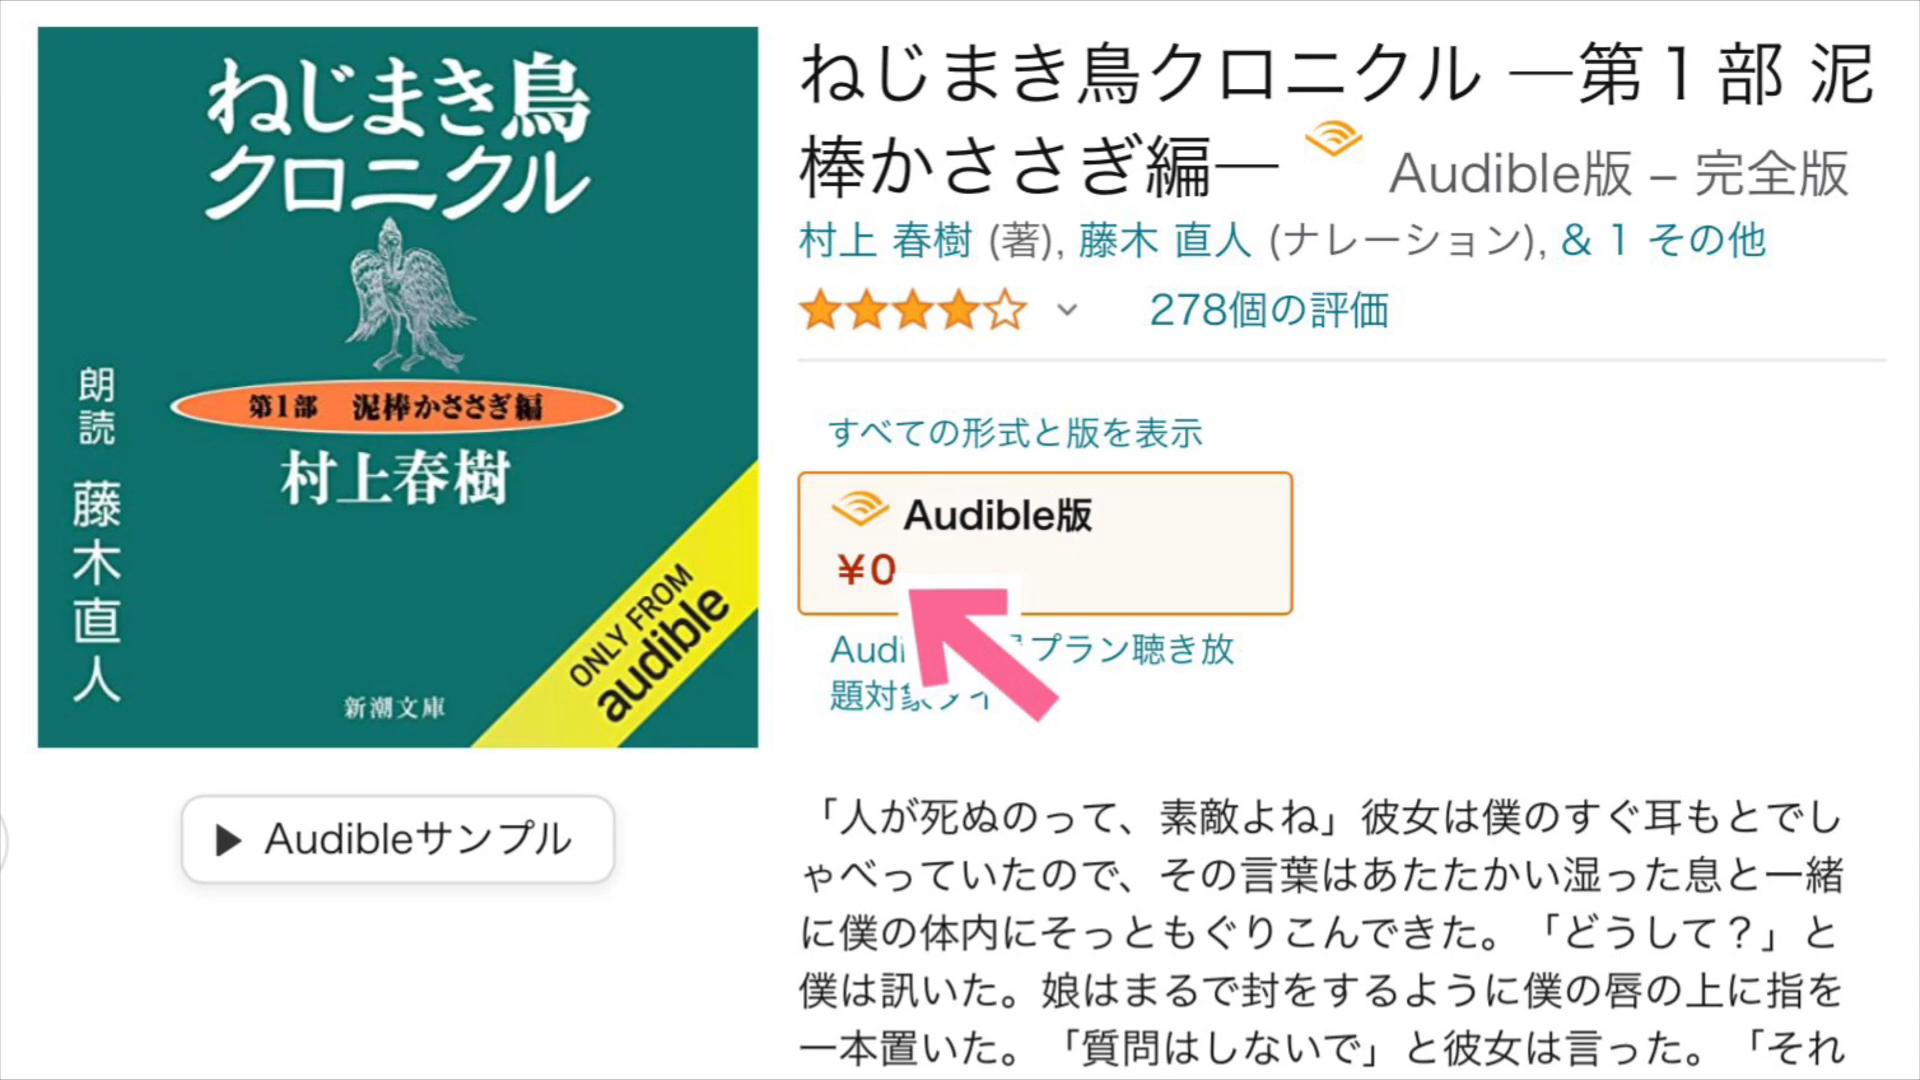 ねじまき鳥
クロニクル
第1部 泥棒かささぎ編
村上春樹
朗読 藤木直人
新潮文庫
ONLY FROM
audible
Audibleサンプル
ねじまき鳥クロニクル ―第1部 泥
棒かささぎ編― Audible版 – 完全版
村上 春樹 (著), 藤木 直人 (ナレーション), & 1 その他
278個の評価
すべての形式と版を表示
Audible版
¥0
プラン聴き放
題対象
「人が死ぬのって、素敵よね」彼女は僕のすぐ耳もとでし
ゃべっていたので、その言葉はあたたかい湿った息と一緒
に僕の体内にそっともぐりこんできた。「どうして？」と
僕は訊いた。娘はまるで封をするように僕の唇の上に指を
一本置いた。「質問はしないで」と彼女は言った。「それ